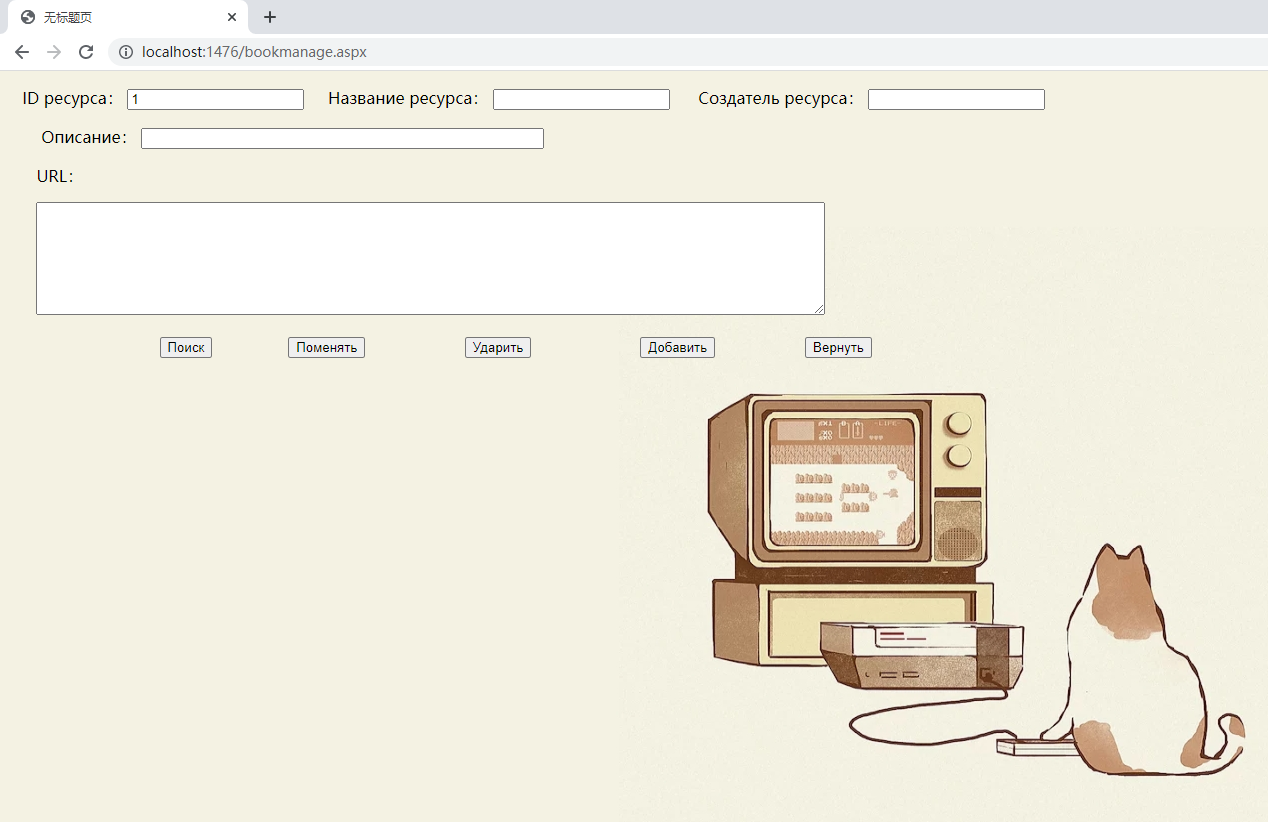 无标题页
localhost:1476/bookmanage.aspx
ID ресурса： 1 Название ресурса： Создатель ресурса：
Описание：
URL：
Поиск Поменять Ударить Добавить Вернуть
-LIFE-